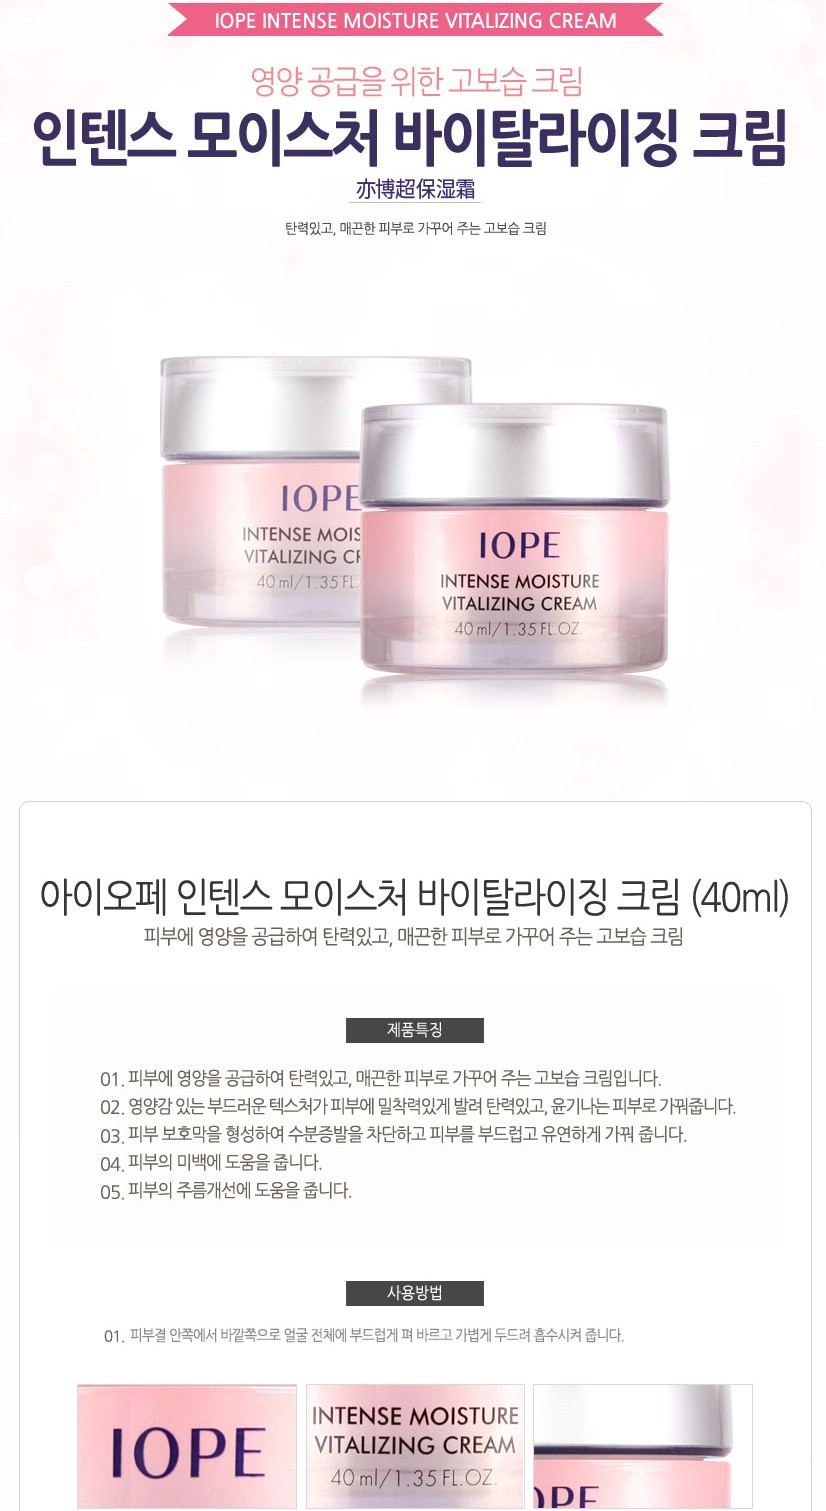 IOPE INTENSE MOISTURE VITALIZING CREAM
영양 공급을 위한 고보습 크림
인텐스 모이스처 바이탈라이징 크림
亦博超保湿霜
탄력있고, 매끈한 피부로 가꾸어 주는 고보습 크림
IOPE
INTENSE MOIS
VITALIZING CR
40 ml/1.35 FL.
IOPE
INTENSE MOISTURE
VITALIZING CREAM
40 ml/1.35 FL.OZ.
아이오페 인텐스 모이스처 바이탈라이징 크림 (40ml)
피부에 영양을 공급하여 탄력있고, 매끈한 피부로 가꾸어 주는 고보습 크림
제품특징
01. 피부에 영양을 공급하여 탄력있고, 매끈한 피부로 가꾸어 주는 고보습 크림입니다.
02. 영양감 있는 부드러운 텍스처가 피부에 밀착력있게 발려 탄력있고, 윤기나는 피부로 가꿔줍니다.
03. 피부 보호막을 형성하여 수분증발을 차단하고 피부를 부드럽고 유연하게 가꿔 줍니다.
04. 피부의 미백에 도움을 줍니다.
05. 피부의 주름개선에 도움을 줍니다.
사용방법
01. 피부결 안쪽에서 바깥쪽으로 얼굴 전체에 부드럽게 펴 바르고 가볍게 두드려 흡수시켜 줍니다.
IOPE
INTENSE MOISTURE
VITALIZING CREAM
40 ml/1.35 FL.OZ.
OPE